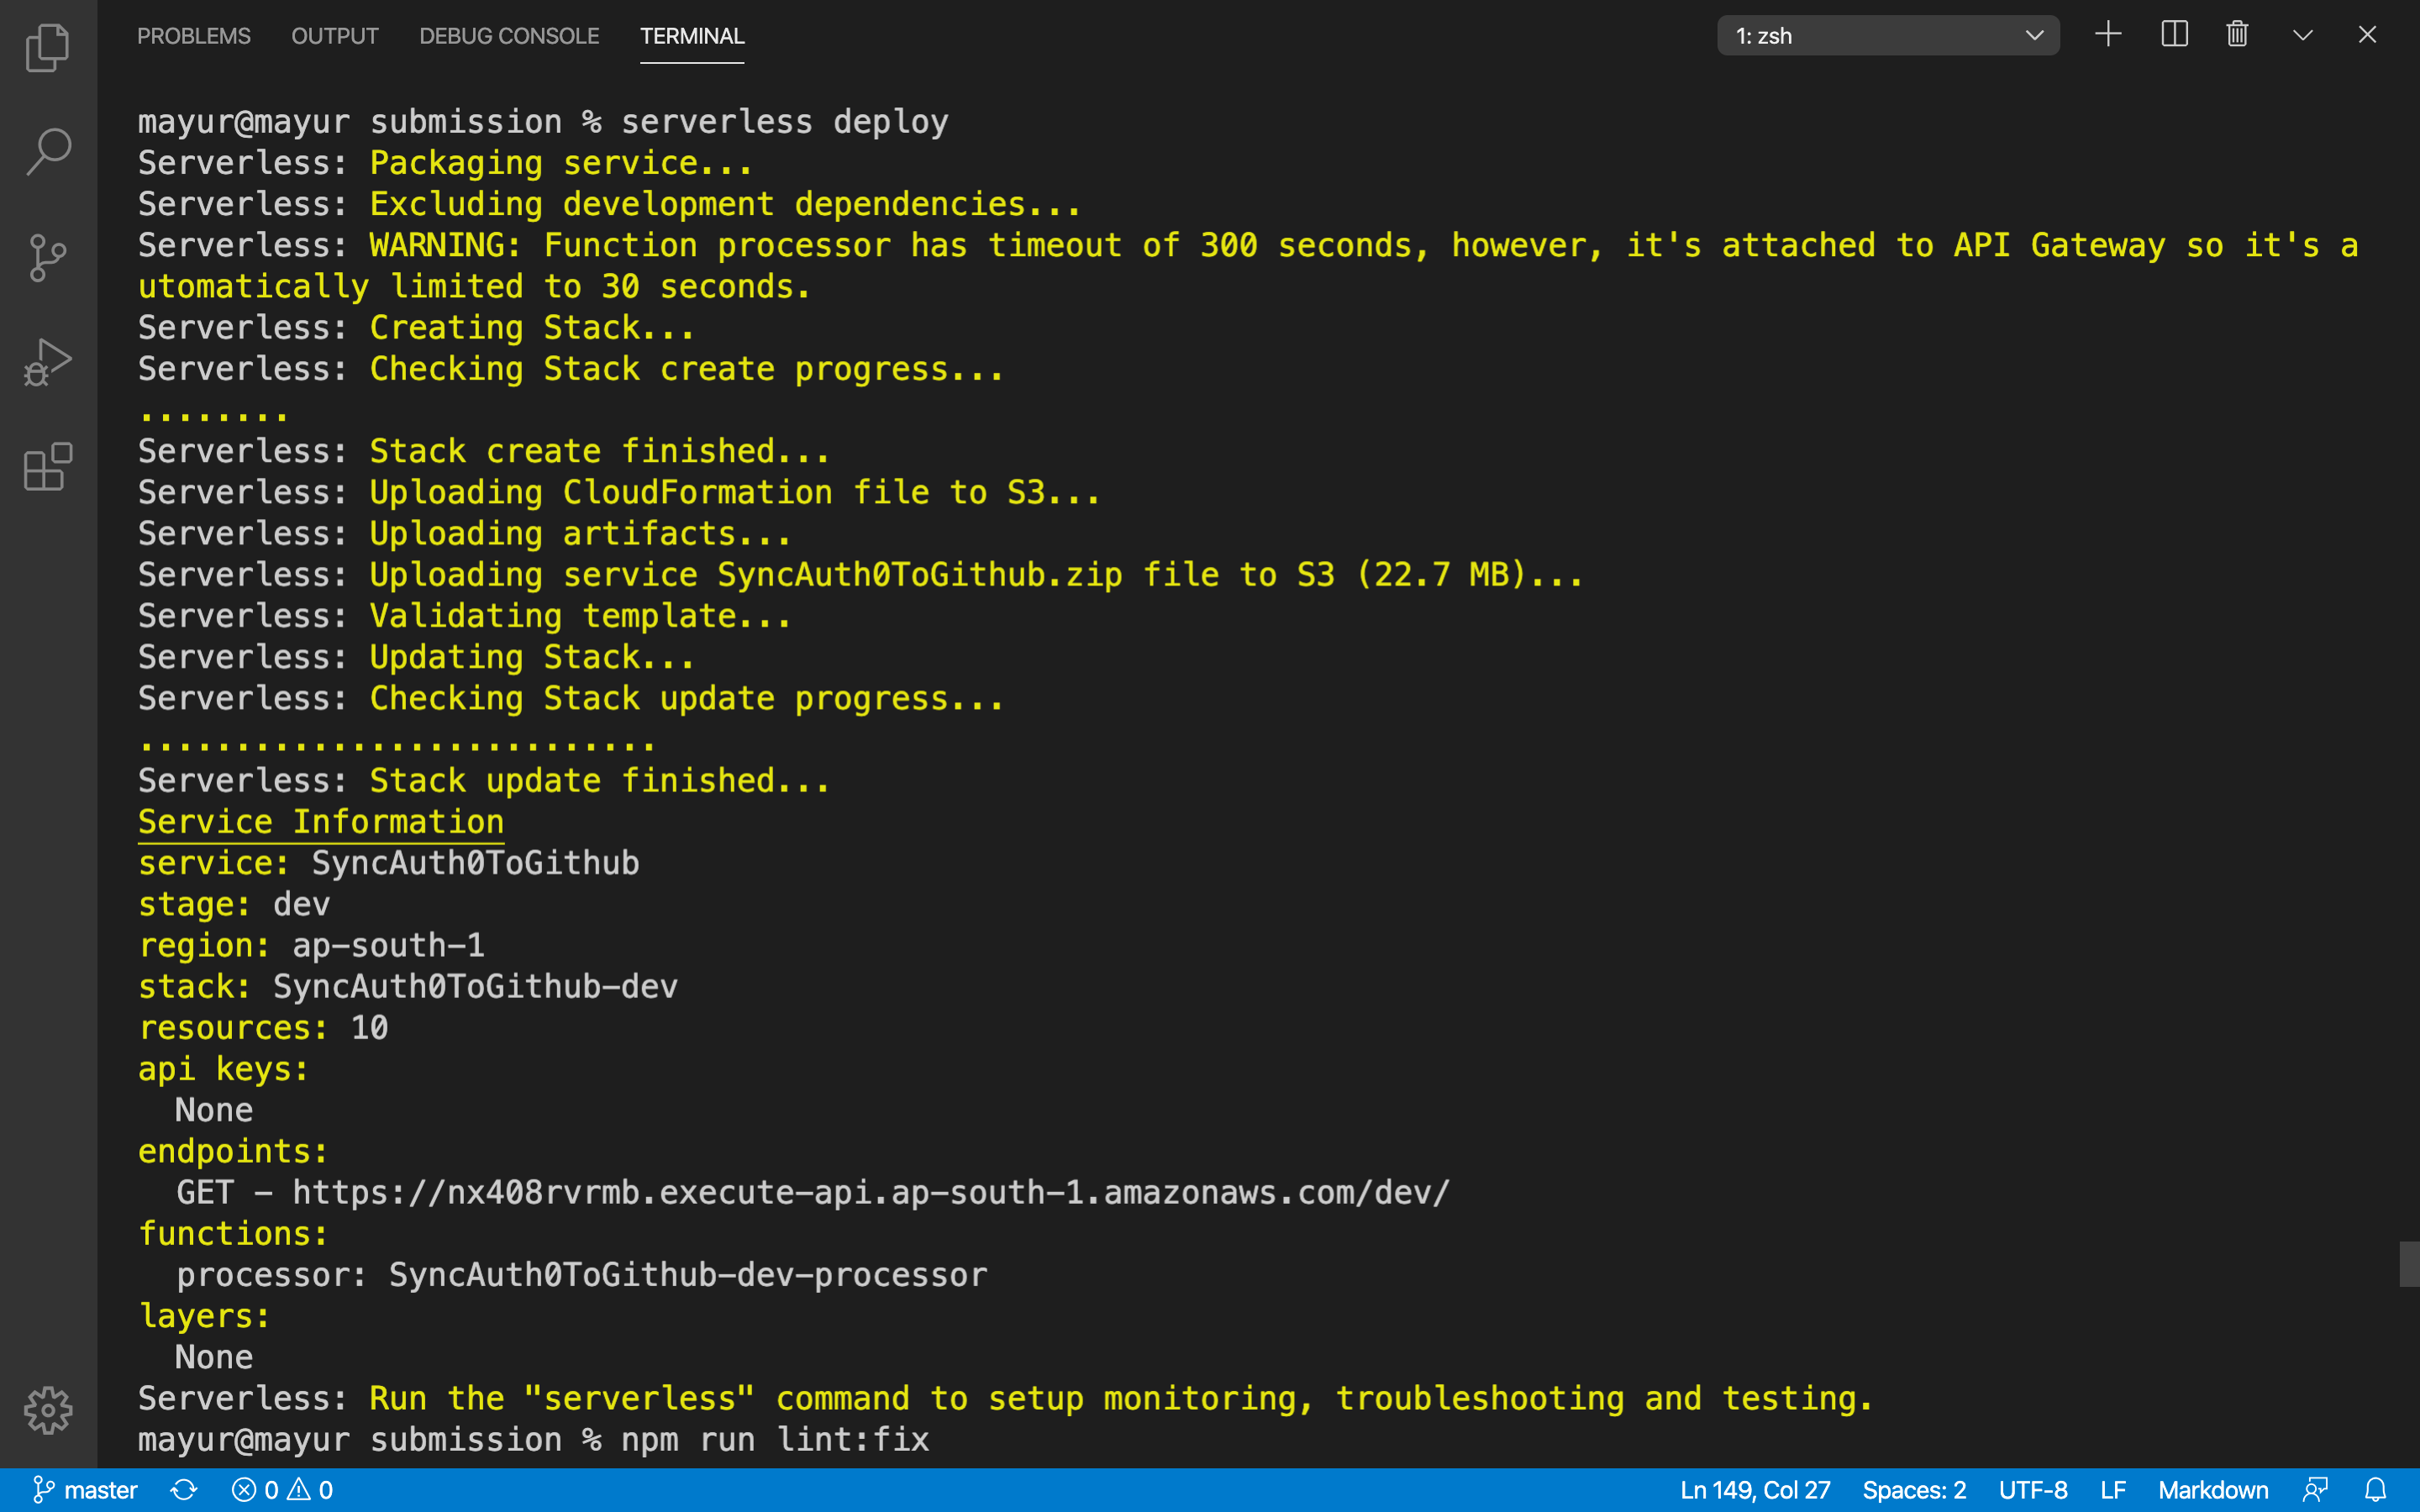 PROBLEMS OUTPUT DEBUG CONSOLE TERMINAL 1: zsh
mayur@mayur submission % serverless deploy
Serverless: Packaging service...
Serverless: Excluding development dependencies...
Serverless: WARNING: Function processor has timeout of 300 seconds, however, it's attached to API Gateway so it's a
utomatically limited to 30 seconds.
Serverless: Creating Stack...
Serverless: Checking Stack create progress...
........
Serverless: Stack create finished...
Serverless: Uploading CloudFormation file to S3...
Serverless: Uploading artifacts...
Serverless: Uploading service SyncAuth0ToGithub.zip file to S3 (22.7 MB)...
Serverless: Validating template...
Serverless: Updating Stack...
Serverless: Checking Stack update progress...
...........................
Serverless: Stack update finished...
Service Information
service: SyncAuth0ToGithub
stage: dev
region: ap-south-1
stack: SyncAuth0ToGithub-dev
resources: 10
api keys:
  None
endpoints:
  GET - https://nx408rvrmb.execute-api.ap-south-1.amazonaws.com/dev/
functions:
  processor: SyncAuth0ToGithub-dev-processor
layers:
  None
Serverless: Run the "serverless" command to setup monitoring, troubleshooting and testing.
mayur@mayur submission % npm run lint:fix
master 0 0 Ln 149, Col 27 Spaces: 2 UTF-8 LF Markdown